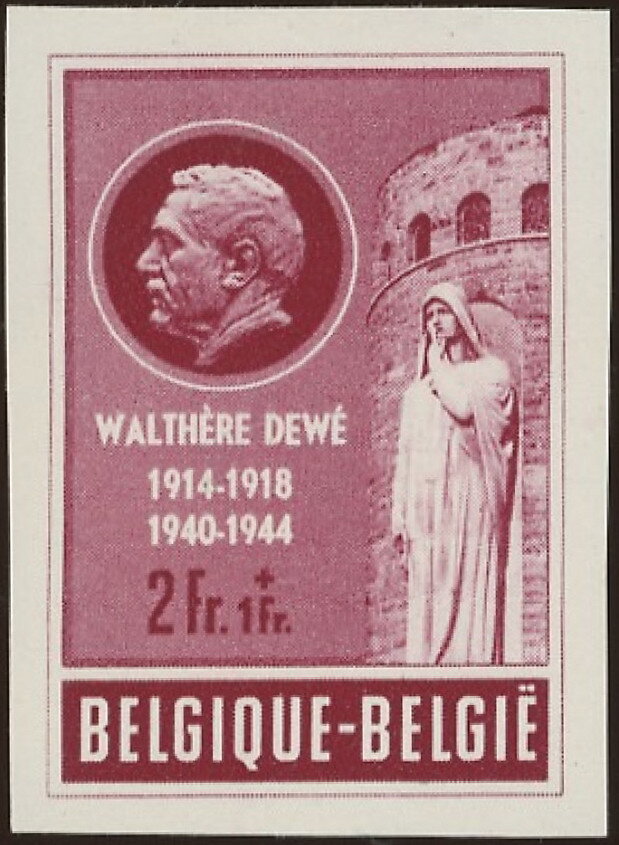 WALTHÈRE DEWÉ
1914-1918
1940-1944
2 Fr. + 1 Fr.
BELGIQUE-BELGIË